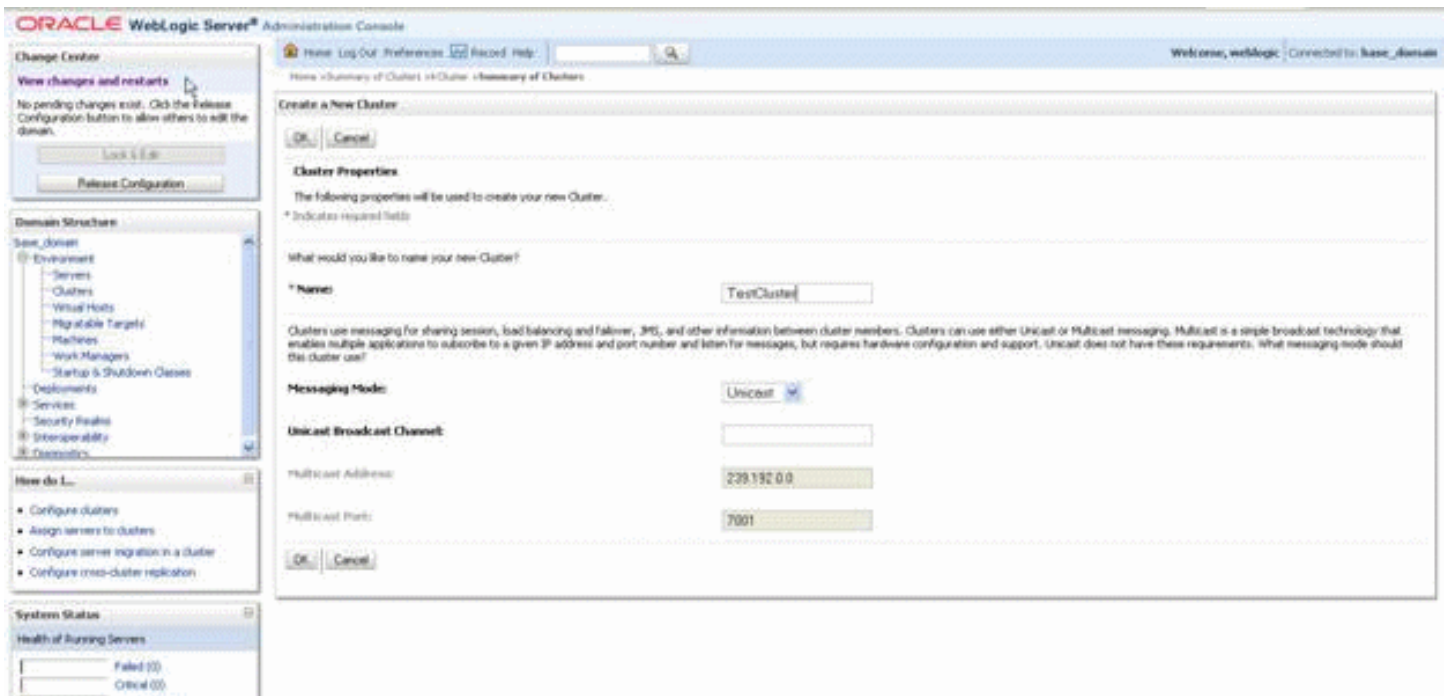 ORACLE WebLogic Server® Administration Console
Change Center
View changes and restarts
No pending changes exist. Click the Release
Configuration button to allow others to edit the
domain.
Lock & Edit
Release Configuration
Domain Structure
base_domain
Environment
Servers
Clusters
Virtual Hosts
Migratable Targets
Machines
Work Managers
Startup & Shutdown Classes
Deployments
Services
Security Realms
Interoperability
Diagnostics
How do I...
Configure clusters
Assign servers to clusters
Configure server migration in a cluster
Configure cross-cluster replication
System Status
Health of Running Servers
Failed (0)
Critical (0)
Home Log Out Preferences Record Help
Welcome, weblogic Connected to: base_domain
Home >Summary of Clusters > >Summary of Clusters
Create a New Cluster
OK Cancel
Cluster Properties
The following properties will be used to create your new Cluster.
* Indicates required fields
What would you like to name your new Cluster?
* Name: TestCluster
Clusters use messaging for sharing session, load balancing and failover, JMS, and other information between cluster members. Clusters can use either Unicast or Multicast messaging. Multicast is a simple broadcast technology that
enables multiple applications to subscribe to a given IP address and port number and listen for messages, but requires hardware configuration and support. Unicast does not have these requirements. What messaging mode should
this cluster use?
Messaging Mode: Unicast
Unicast Broadcast Channel:
Multicast Address: 239.192.0.0
Multicast Port: 7001
OK Cancel